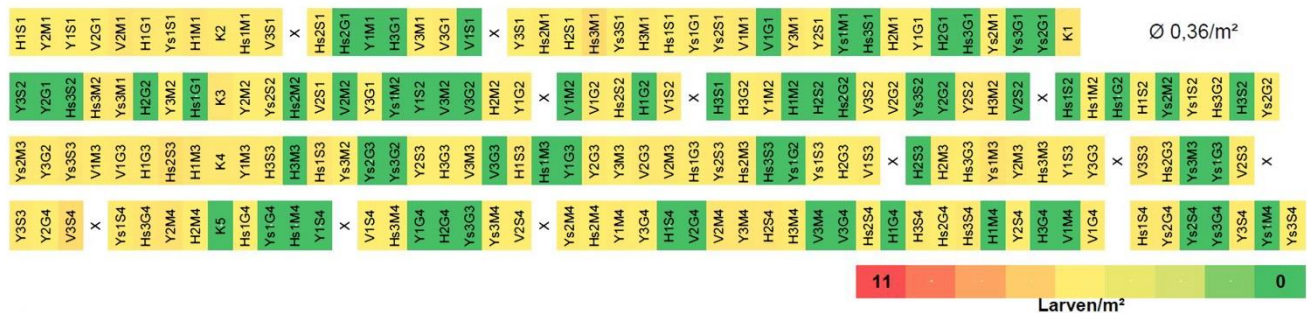 H1S1 Y2M1 Y1S1 V2G1 V2M1 H1G1 Ys1S1 H1M1 K2 Hs1M1 V3S1 X Hs2S1 Hs2G1 Y1M1 H3G1 V3M1 V3G1 V1S1 X Y3S1 Hs2M1 H2S1 Hs3M1 Ys3S1 H3M1 Hs1S1 Ys1G1 Ys2S1 V1M1 V1G1 Y3M1 Y2S1 Ys1M1 Hs3S1 H2M1 Y1G1 H2G1 Hs3G1 Ys2M1 Ys3G1 Ys2G1 K1 Ø 0,36/m²
Y3S2 Y2G1 Hs3S2 Hs3M2 Ys3M1 H2G2 Y3M2 Hs1G1 K3 Y2M2 Ys2S2 Hs2M2 V2S1 V2M2 Y3G1 Ys1M2 Y1S2 V3M2 V3G2 H2M2 Y1G2 X V1M2 V1G2 Hs2S2 H1G2 V1S2 X H3S1 H3G2 Y1M2 H1M2 H2S2 Hs2G2 V3S2 V2G2 Ys3S2 Y2G2 Y2S2 H3M2 V2S2 X Hs1S2 Hs1M2 Hs1G2 H1S2 Ys2M2 Ys1S2 Hs3G2 H3S2 Ys2G2
Ys2M3 Y3G2 Ys3S3 V1M3 V1G3 H1G3 Hs2S3 H1M3 K4 Y1M3 H3S3 H3M3 Hs1S3 Ys3M2 Ys2G3 Ys3G2 Y2S3 H3G3 V3M3 V3G3 H1S3 Hs1M3 Y1G3 Y2G3 Y3M3 V2G3 V2M3 Hs1G3 Ys2S3 Hs2M3 Hs3S3 Ys1G2 Ys1S3 H2G3 V1S3 X H2S3 H2M3 Hs3G3 Ys1M3 Y2M3 Hs3M3 Y1S3 Y3G3 X V3S3 Hs2G3 Ys3M3 Ys1G3 V2S3 X
Y3S3 Y2G4 V3S4 X Ys1S4 Hs3G4 Y2M4 H2M4 K5 Hs1G4 Ys1G4 Hs1M4 Y1S4 X V1S4 Hs3M4 Y1G4 H2G4 Ys3G3 Ys3M4 V2S4 X Ys2M4 Hs2M4 Y1M4 Y3G4 H1S4 V2G4 V2M4 Y3M4 H2S4 H3M4 V3M4 V3G4 Hs2S4 H1G4 H3S4 Hs2G4 Hs3S4 H1M4 Y2S4 H3G4 V1M4 V1G4 Hs1S4 Ys2G4 Ys2S4 Ys3G4 Y3S4 Ys1M4 Ys3S4
11 0
Larven/m²